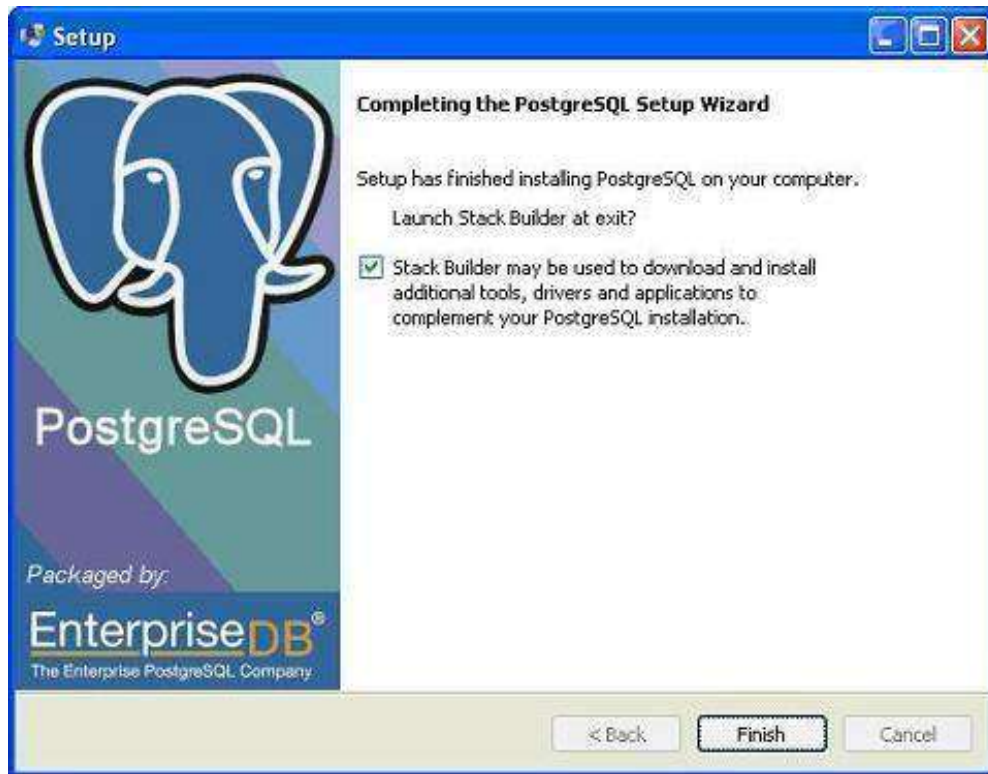 Setup
Completing the PostgreSQL Setup Wizard
Setup has finished installing PostgreSQL on your computer.
Launch Stack Builder at exit?
Stack Builder may be used to download and install
additional tools, drivers and applications to
complement your PostgreSQL installation.
PostgreSQL
Packaged by:
EnterpriseDB®
The Enterprise PostgreSQL Company
< Back
Finish
Cancel